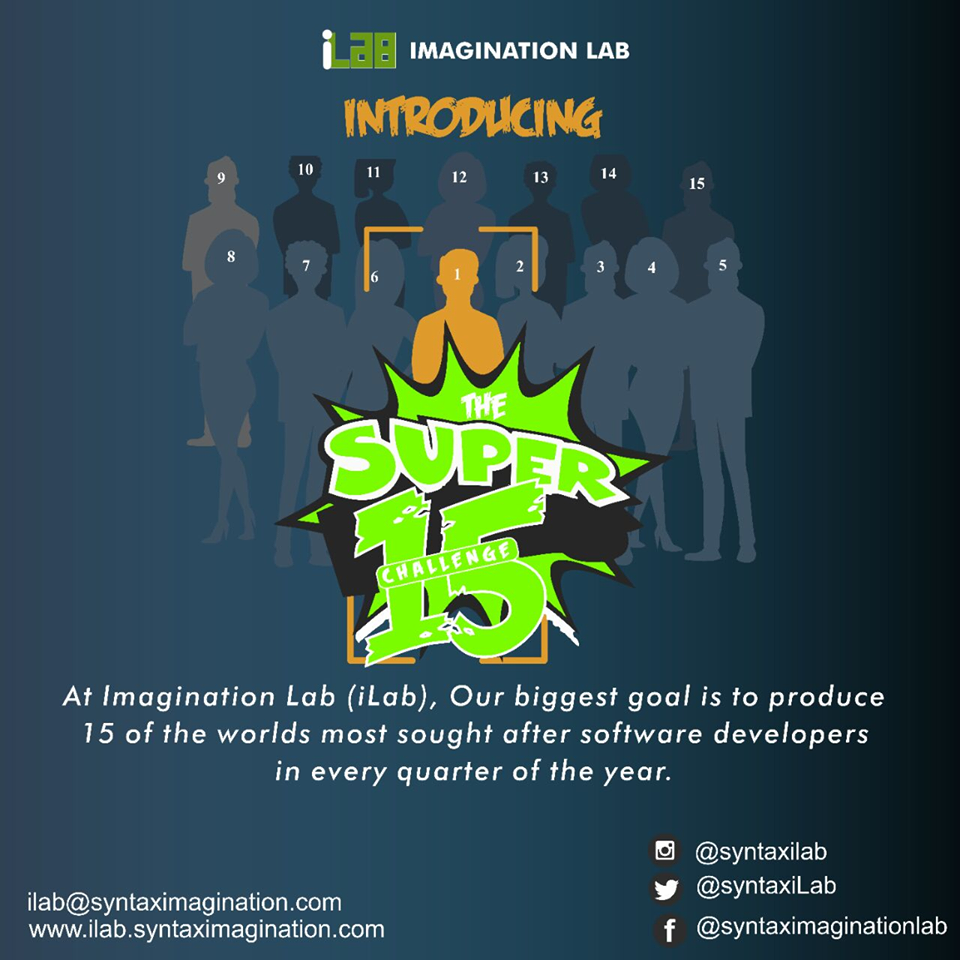 iLab IMAGINATION LAB
INTRODUCING
9 10 11 12 13 14 15
8 7 6 1 2 3 4 5
THE
SUPER
15
CHALLENGE
At Imagination Lab (iLab), Our biggest goal is to produce
15 of the worlds most sought after software developers
in every quarter of the year.
@syntaxilab
@syntaxiLab
@syntaximaginationlab
ilab@syntaximagination.com
www.ilab.syntaximagination.com